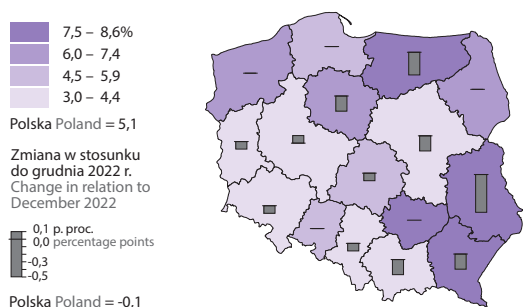 7,5 – 8,6%
6,0 – 7,4
4,5 – 5,9
3,0 – 4,4
Polska Poland = 5,1
Zmiana w stosunku
do grudnia 2022 r.
Change in relation to
December 2022
0,1 p. proc.
0,0 percentage points
-0,3
-0,5
Polska Poland = -0,1